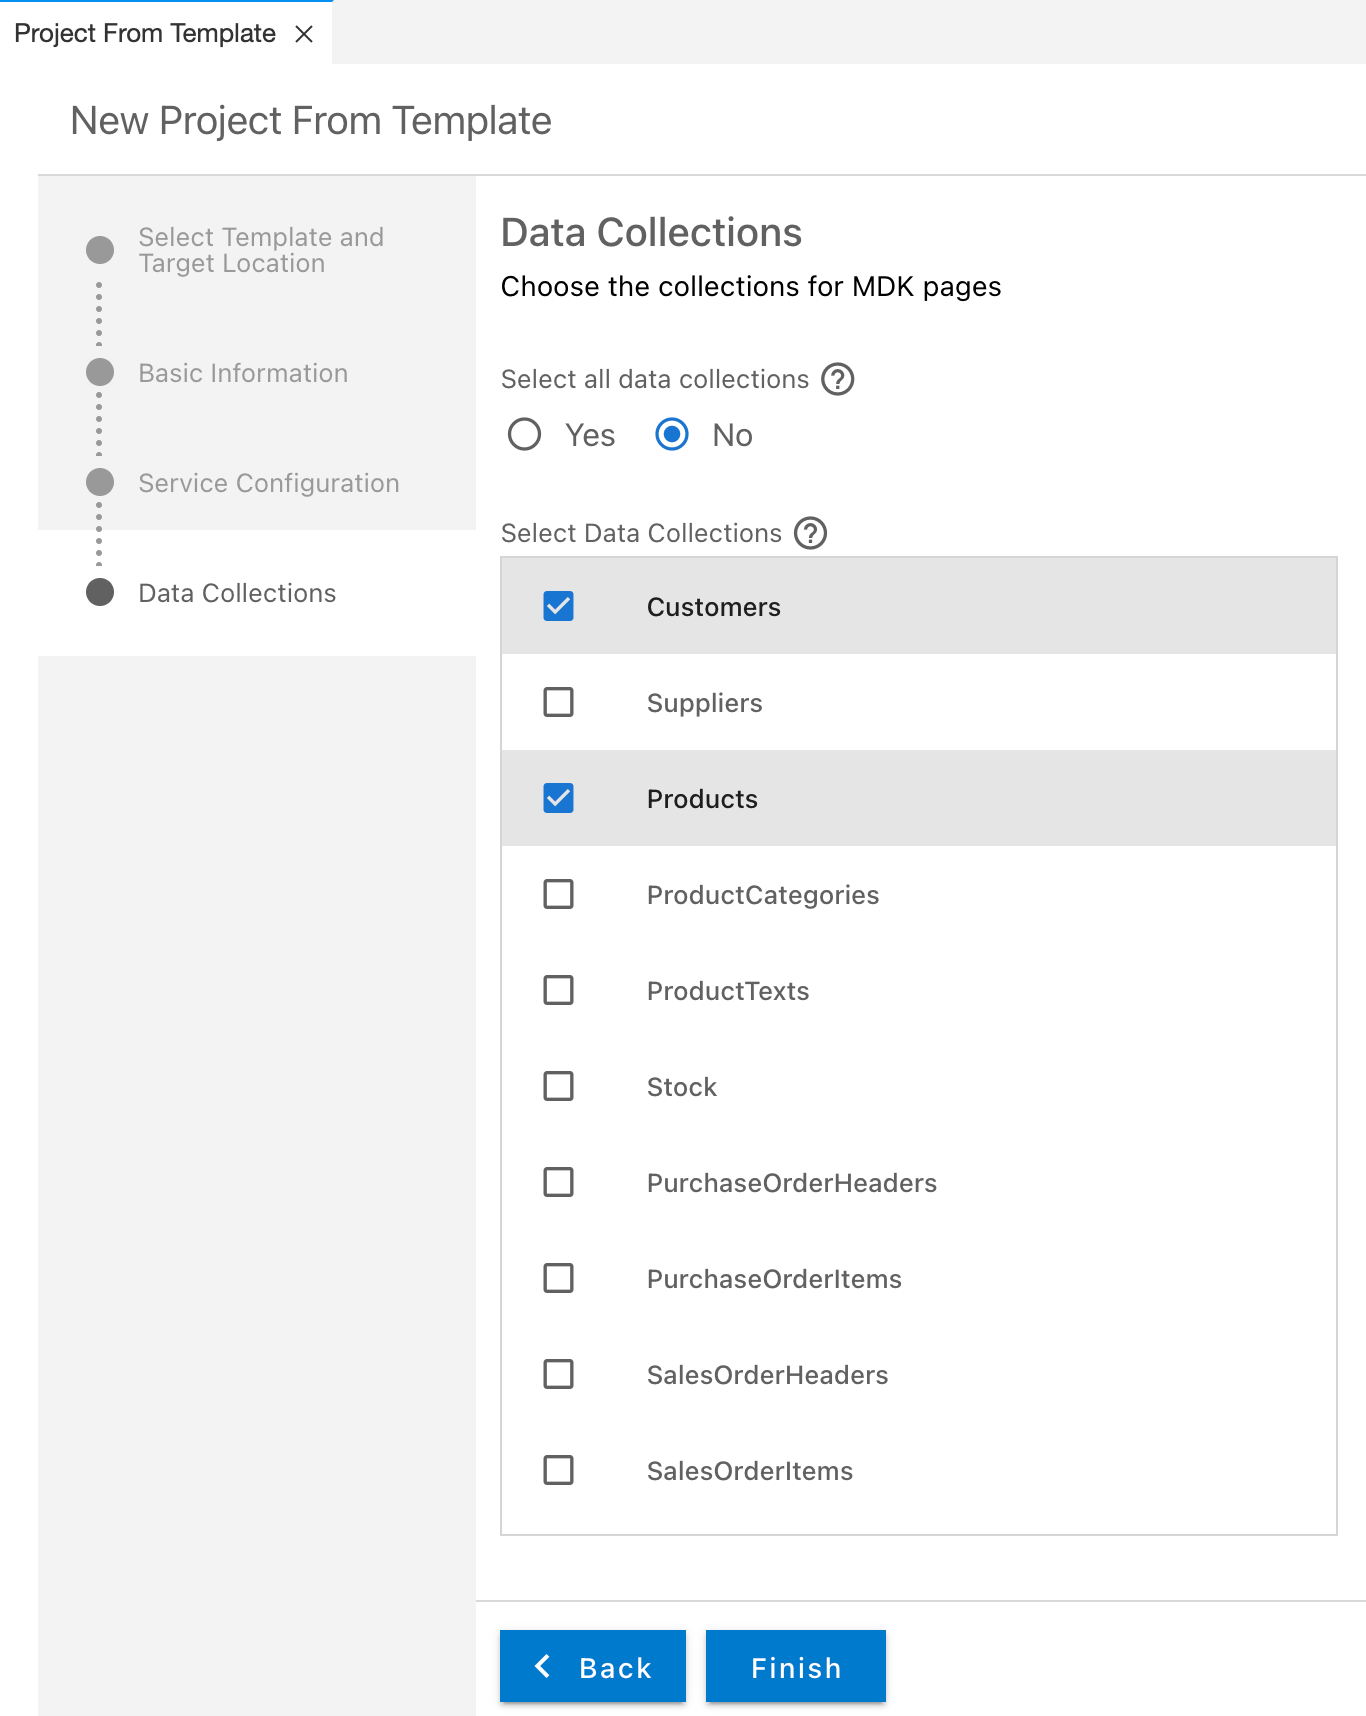 Project From Template
New Project From Template
Select Template and
Target Location
Basic Information
Service Configuration
Data Collections
Data Collections
Choose the collections for MDK pages
Select all data collections ?
Yes No
Select Data Collections ?
Customers
Suppliers
Products
ProductCategories
ProductTexts
Stock
PurchaseOrderHeaders
PurchaseOrderItems
SalesOrderHeaders
SalesOrderItems
Back Finish